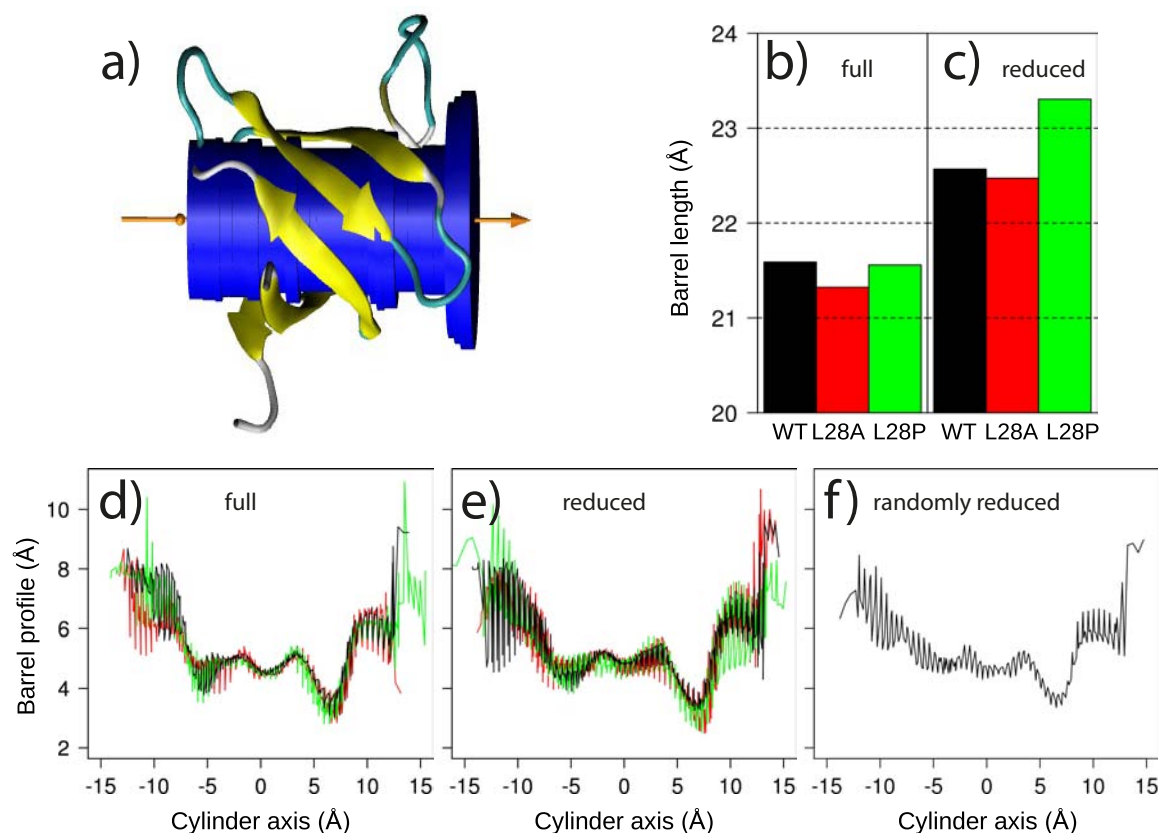 a)
b) full
c) reduced
Barrel length (Å)
24
23
22
21
20
WT L28A L28P
WT L28A L28P
d) full
e) reduced
f) randomly reduced
Barrel profile (Å)
10
8
6
4
2
-15 -10 -5 0 5 10 15
-15 -10 -5 0 5 10 15
-15 -10 -5 0 5 10 15
Cylinder axis (Å)
Cylinder axis (Å)
Cylinder axis (Å)